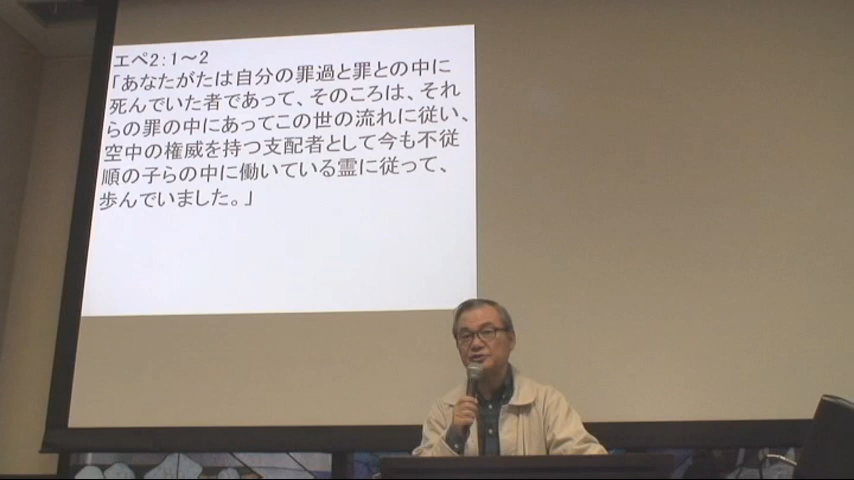 エペ2：1～2
「あなたがたは自分の罪過と罪との中に
死んでいた者であって、そのころは、それ
らの罪の中にあってこの世の流れに従い、
空中の権威を持つ支配者として今も不従
順の子らの中に働いている霊に従って、
歩んでいました。」